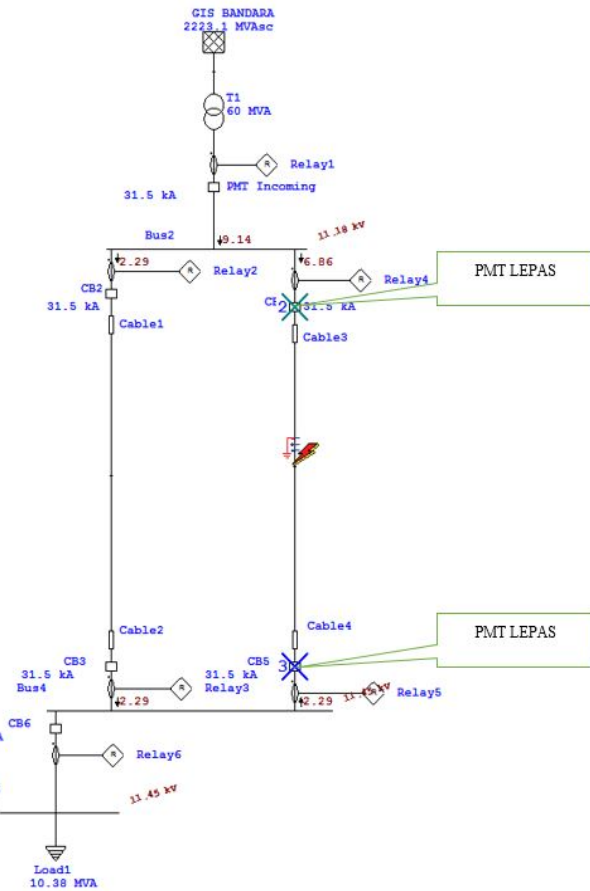 GIS BANDARA
2223.1 MVAsc
T1
60 MVA
R
Relay1
31.5 kA
PMT Incoming
Bus2
9.14
11.18 kV
2.29
6.86
R
Relay2
R
Relay4
PMT LEPAS
CB2
31.5 kA
2
31.5 kA
Cable1
Cable3
Cable2
Cable4
PMT LEPAS
CB3
31.5 kA
CB5
31.5 kA
3
Bus4
R
Relay3
R
Relay5
2.29
2.29
CB6
R
Relay6
11.45 kV
Load1
10.38 MVA